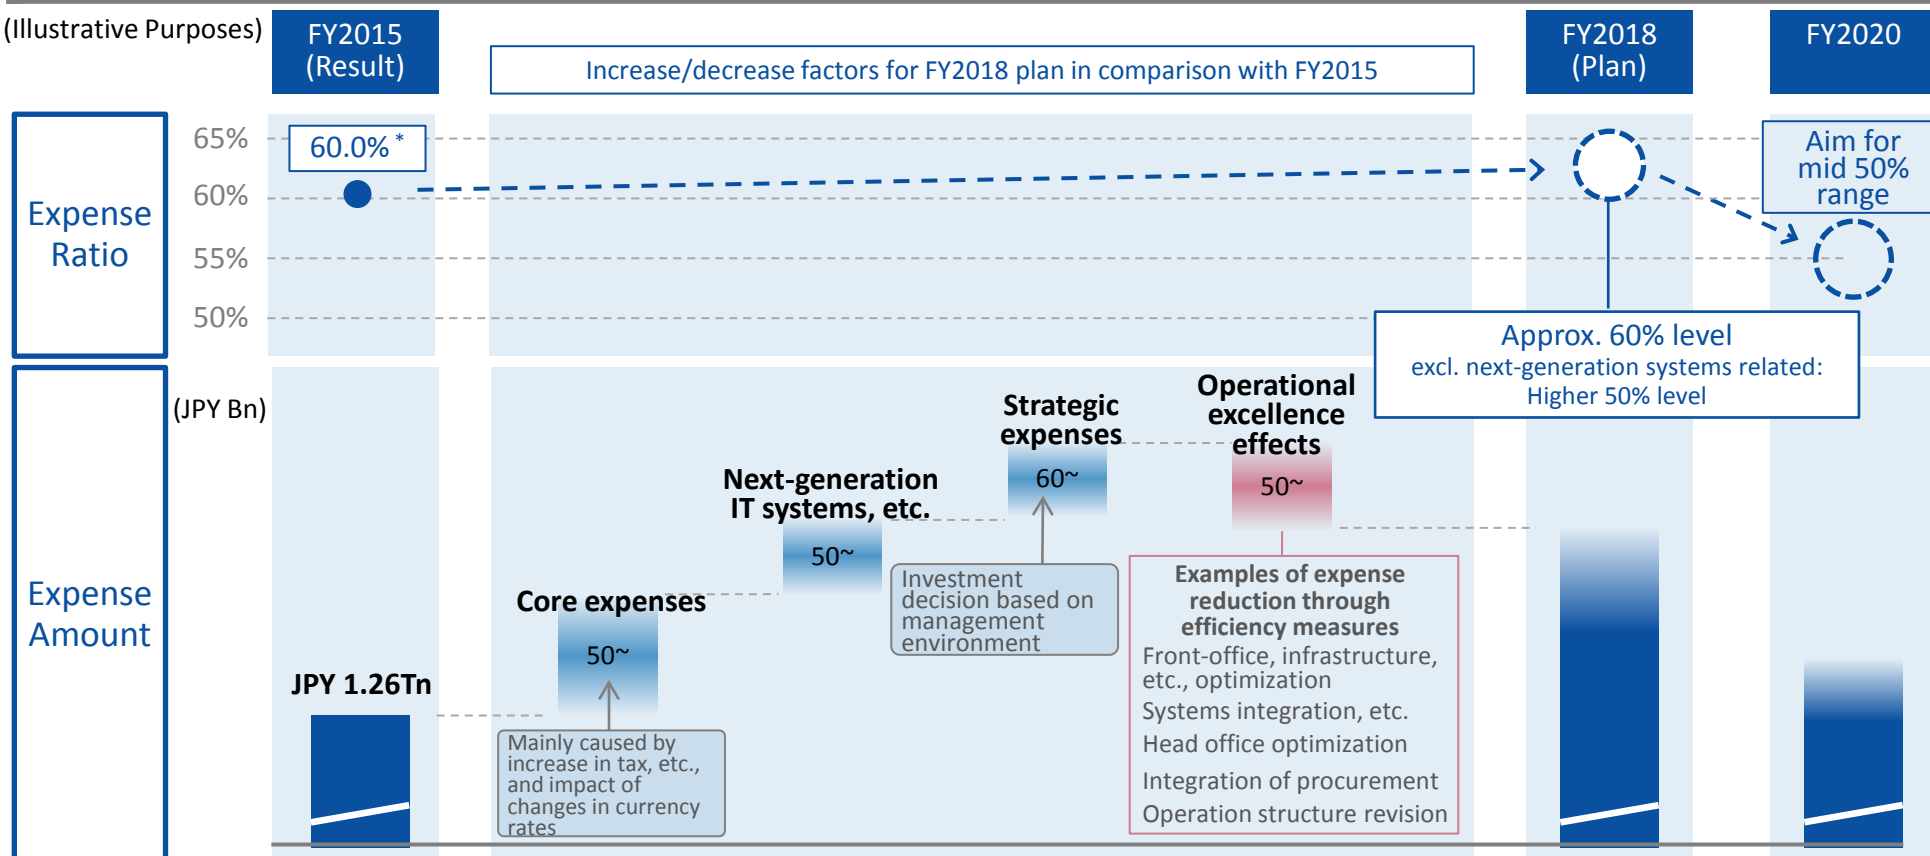 (Illustrative Purposes)
FY2015
(Result)
Increase/decrease factors for FY2018 plan in comparison with FY2015
FY2018
(Plan)
FY2020
Expense
Ratio
65%
60%
55%
50%
60.0% *
Aim for
mid 50%
range
Approx. 60% level
excl. next-generation systems related:
Higher 50% level
Expense
Amount
(JPY Bn)
JPY 1.26Tn
Core expenses
50~
Mainly caused by
increase in tax, etc.,
and impact of
changes in currency
rates
Next-generation
IT systems, etc.
50~
Strategic
expenses
60~
Investment
decision based on
management
environment
Operational
excellence
effects
50~
Examples of expense
reduction through
efficiency measures
Front-office, infrastructure,
etc., optimization
Systems integration, etc.
Head office optimization
Integration of procurement
Operation structure revision